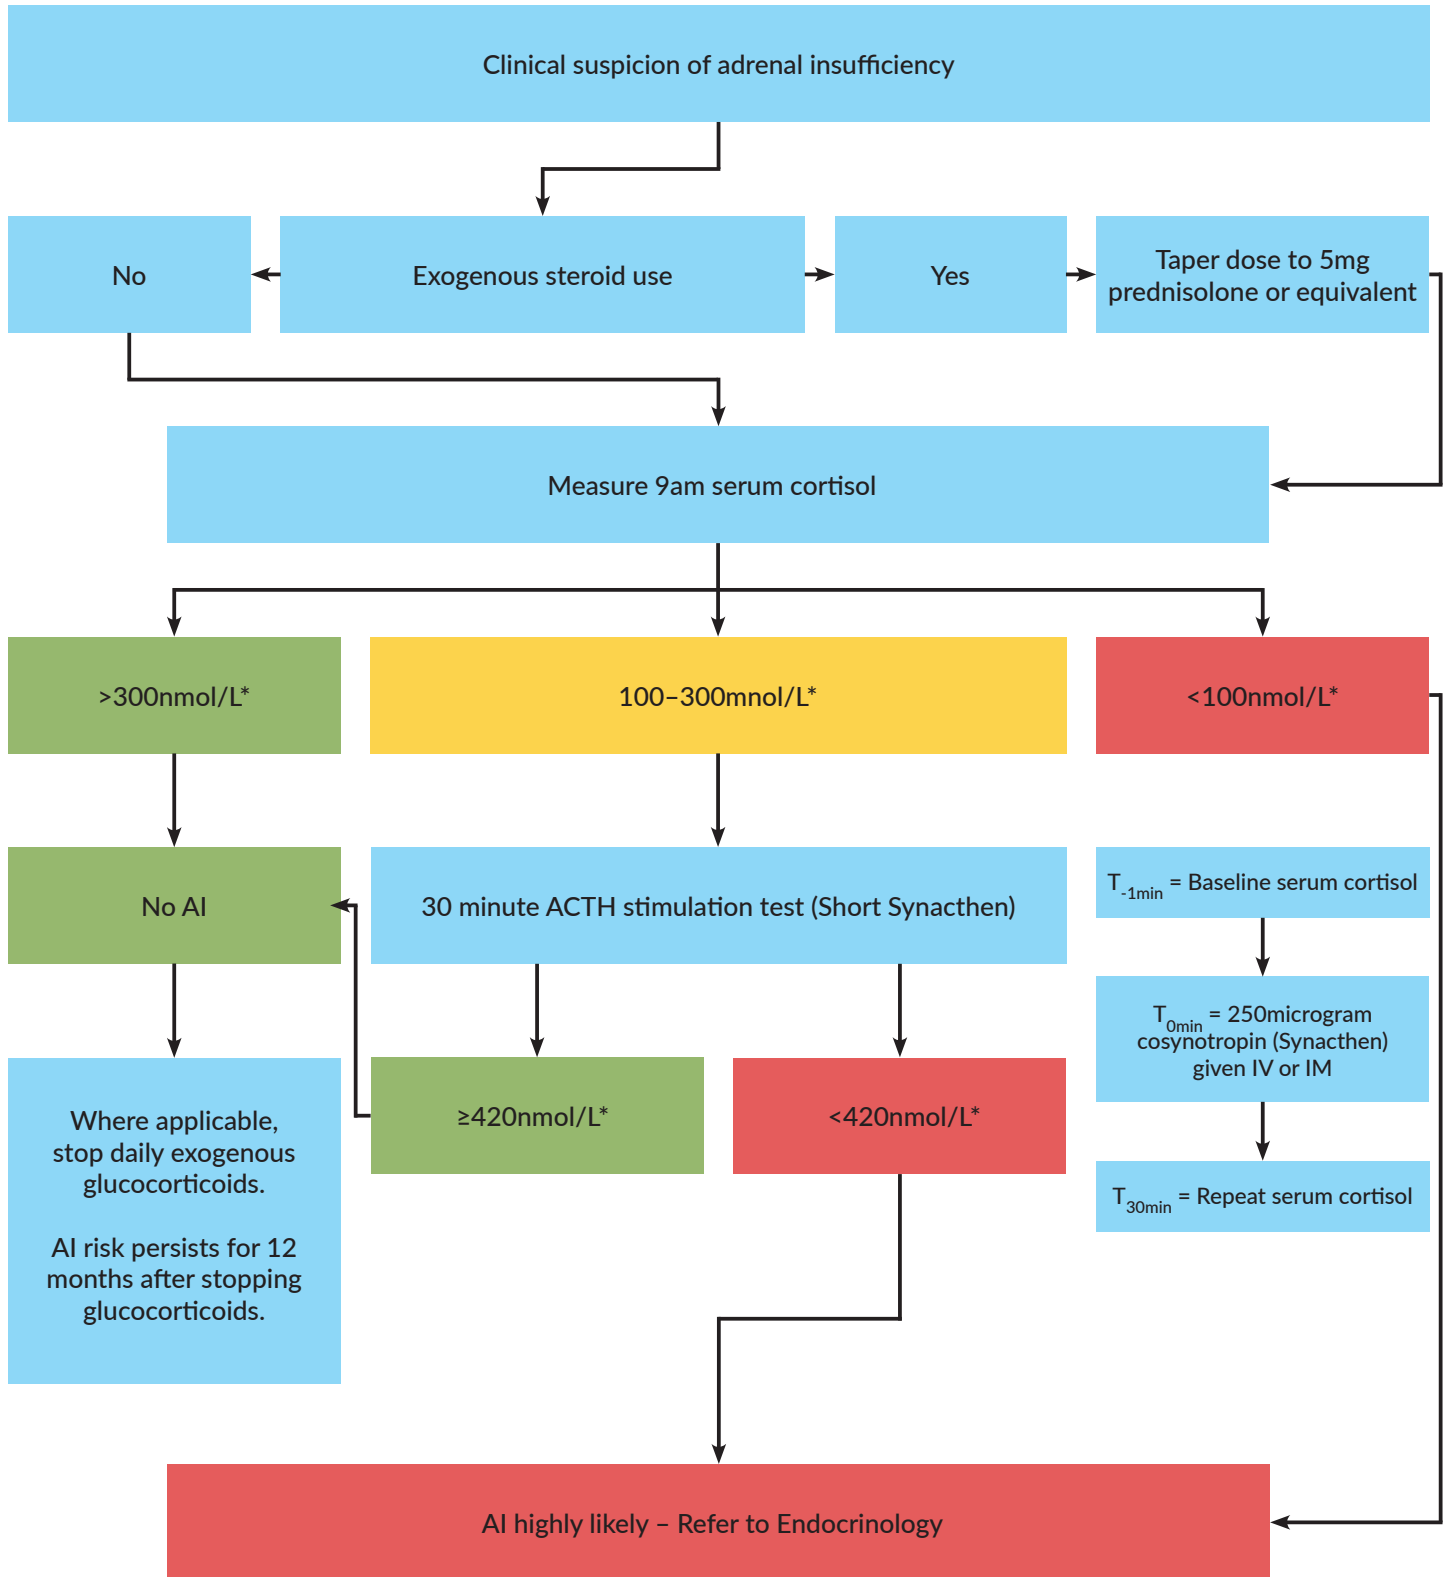 Clinical suspicion of adrenal insufficiency
No
Exogenous steroid use
Yes
Taper dose to 5mg
prednisolone or equivalent
Measure 9am serum cortisol
>300nmol/L*
100–300mnol/L*
<100nmol/L*
No AI
30 minute ACTH stimulation test (Short Synacthen)
T-1min = Baseline serum cortisol
T0min = 250microgram
cosynotropin (Synacthen)
given IV or IM
T30min = Repeat serum cortisol
≥420nmol/L*
<420nmol/L*
Where applicable,
stop daily exogenous
glucocorticoids.
AI risk persists for 12
months after stopping
glucocorticoids.
AI highly likely – Refer to Endocrinology